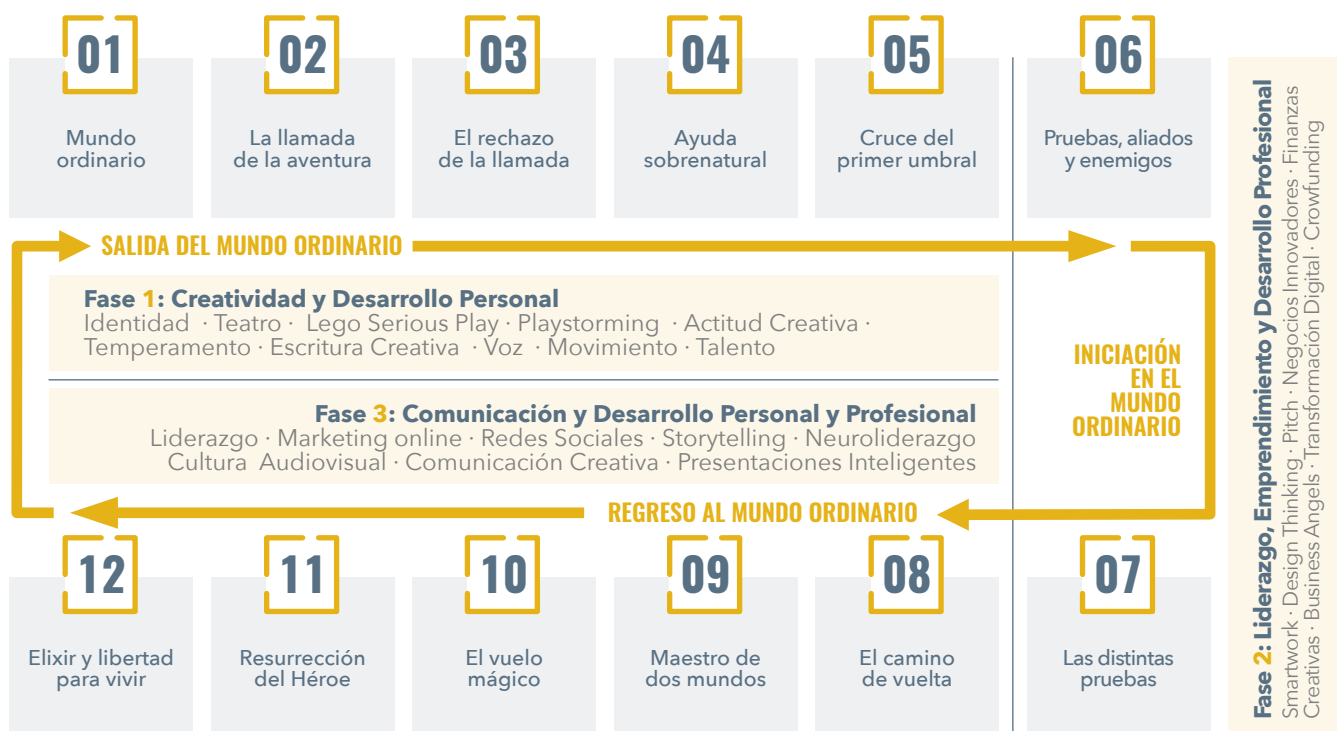 01
Mundo
ordinario
02
La llamada
de la aventura
03
El rechazo
de la llamada
04
Ayuda
sobrenatural
05
Cruce del
primer umbral
06
Pruebas, aliados
y enemigos
SALIDA DEL MUNDO ORDINARIO
Fase 1: Creatividad y Desarrollo Personal
Identidad · Teatro · Lego Serious Play · Playstorming · Actitud Creativa ·
Temperamento · Escritura Creativa · Voz · Movimiento · Talento
INICIACIÓN
EN EL
MUNDO
ORDINARIO
Fase 2: Liderazgo, Emprendimiento y Desarrollo Profesional
Smartwork · Design Thinking · Pitch · Negocios Innovadores · Finanzas
Creativas · Business Angels · Transformación Digital · Crowfunding
Fase 3: Comunicación y Desarrollo Personal y Profesional
Liderazgo · Marketing online · Redes Sociales · Storytelling · Neuroliderazgo
Cultura Audiovisual · Comunicación Creativa · Presentaciones Inteligentes
REGRESO AL MUNDO ORDINARIO
12
Elixir y libertad
para vivir
11
Resurrección
del Héroe
10
El vuelo
mágico
09
Maestro de
dos mundos
08
El camino
de vuelta
07
Las distintas
pruebas